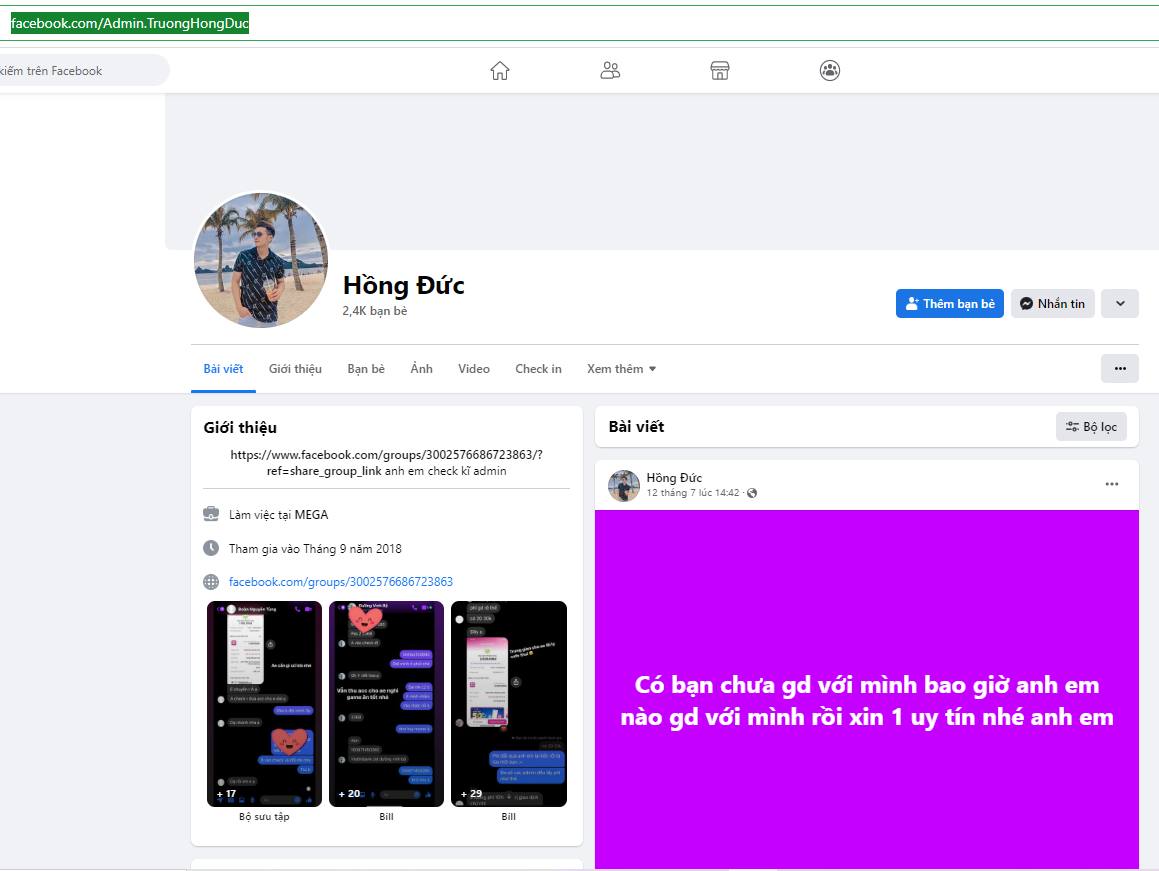 facebook.com/Admin.TruongHongDuc
kiếm trên Facebook
Hồng Đức
2,4K bạn bè
Thêm bạn bè
Nhắn tin
Bài viết
Giới thiệu
Bạn bè
Ảnh
Video
Check in
Xem thêm
Giới thiệu
https://www.facebook.com/groups/3002576686723863/?
ref=share_group_link anh em check kĩ admin
Làm việc tại MEGA
Tham gia vào Tháng 9 năm 2018
facebook.com/groups/3002576686723863
Đoàn Nguyên Tùng
+ 17
Bộ sưu tập
+ 20
Bill
+ 29
Bill
Bài viết
Bộ lọc
Hồng Đức
12 tháng 7 lúc 14:42
Có bạn chưa gd với mình bao giờ anh em
nào gd với mình rồi xin 1 uy tín nhé anh em